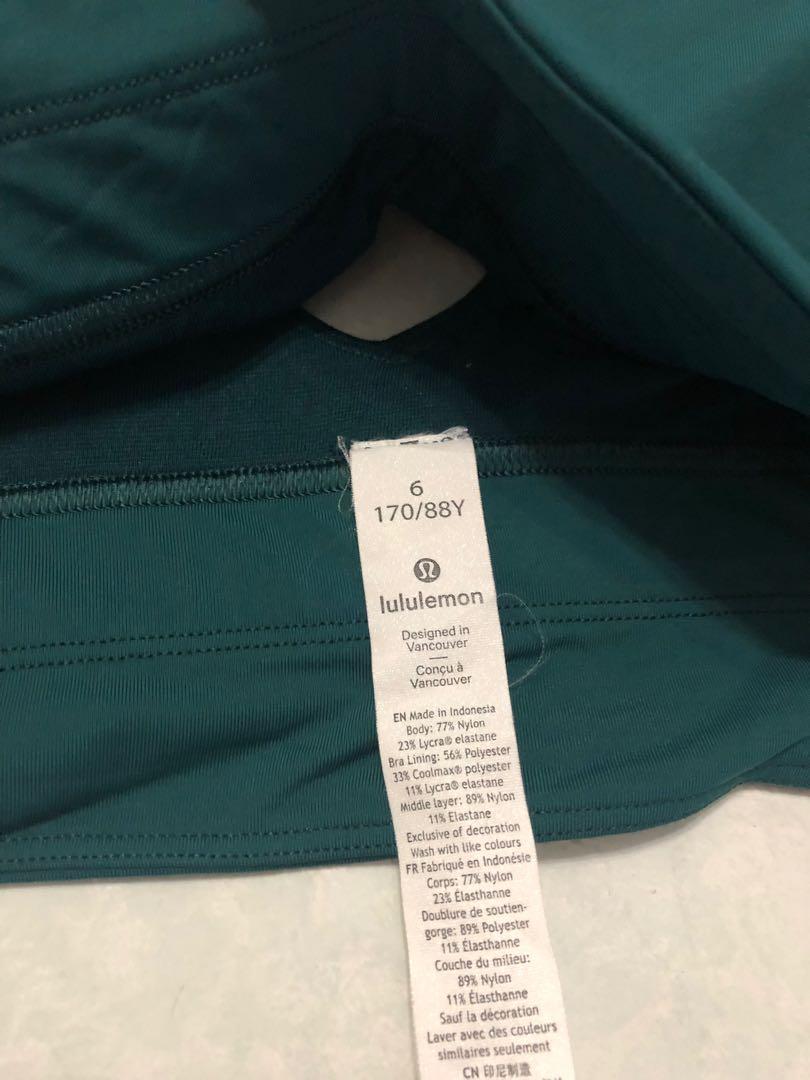 6
170/88Y
lululemon
Designed in
Vancouver
Conçu à
Vancouver
EN Made in Indonesia
Body: 77% Nylon
23% Lycra® elastane
Bra Lining: 56% Polyester
33% Coolmax® polyester
11% Lycra® elastane
Middle layer: 89% Nylon
11% Elastane
Exclusive of decoration
Wash with like colours
FR Fabriqué en Indonésie
Corps: 77% Nylon
23% Élasthanne
Doublure de soutien-
gorge: 89% Polyester
11% Élasthanne
Couche du milieu:
89% Nylon
11% Élasthanne
Sauf la décoration
Laver avec des couleurs
similaires seulement
CN 印尼制造